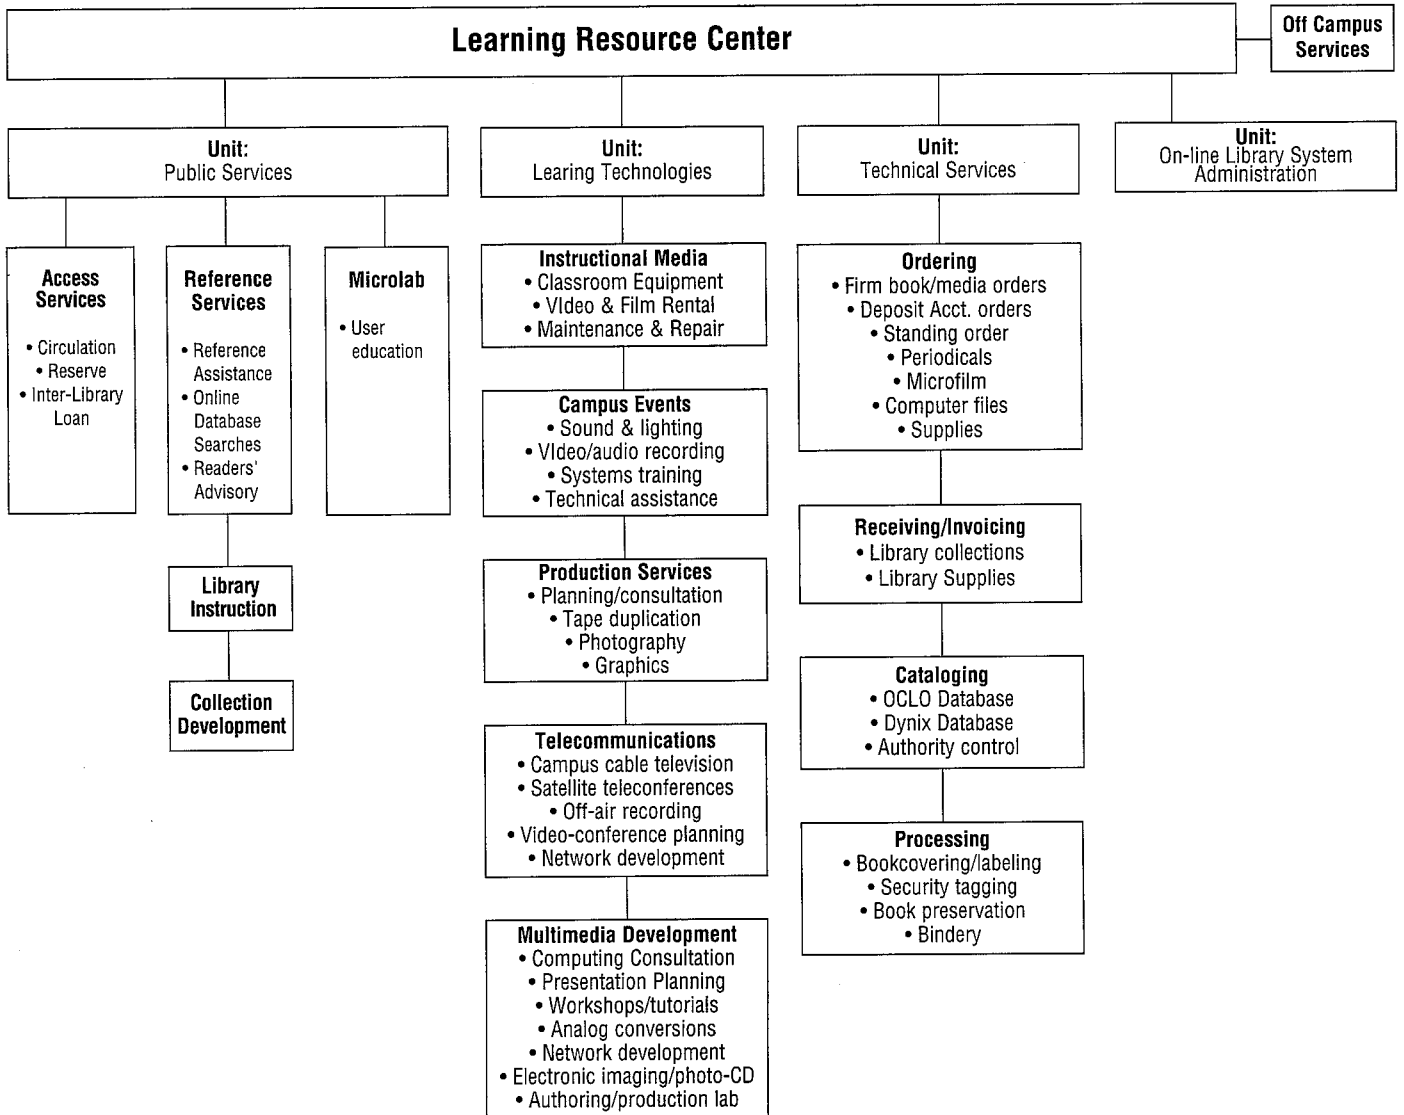 Learning Resource Center
Off Campus
Services
Unit:
Public Services
Unit:
Learing Technologies
Unit:
Technical Services
Unit:
On-line Library System
Administration
Access
Services
• Circulation
• Reserve
• Inter-Library
Loan
Reference
Services
• Reference
Assistance
• Online
Database
Searches
• Readers'
Advisory
Microlab
• User
education
Library
Instruction
Collection
Development
Instructional Media
• Classroom Equipment
• VIdeo & Film Rental
• Maintenance & Repair
Campus Events
• Sound & lighting
• VIdeo/audio recording
• Systems training
• Technical assistance
Production Services
• Planning/consultation
• Tape duplication
• Photography
• Graphics
Telecommunications
• Campus cable television
• Satellite teleconferences
• Off-air recording
• Video-conference planning
• Network development
Multimedia Development
• Computing Consultation
• Presentation Planning
• Workshops/tutorials
• Analog conversions
• Network development
• Electronic imaging/photo-CD
• Authoring/production lab
Ordering
• Firm book/media orders
• Deposit Acct. orders
• Standing order
• Periodicals
• Microfilm
• Computer files
• Supplies
Receiving/Invoicing
• Library collections
• Library Supplies
Cataloging
• OCLO Database
• Dynix Database
• Authority control
Processing
• Bookcovering/labeling
• Security tagging
• Book preservation
• Bindery